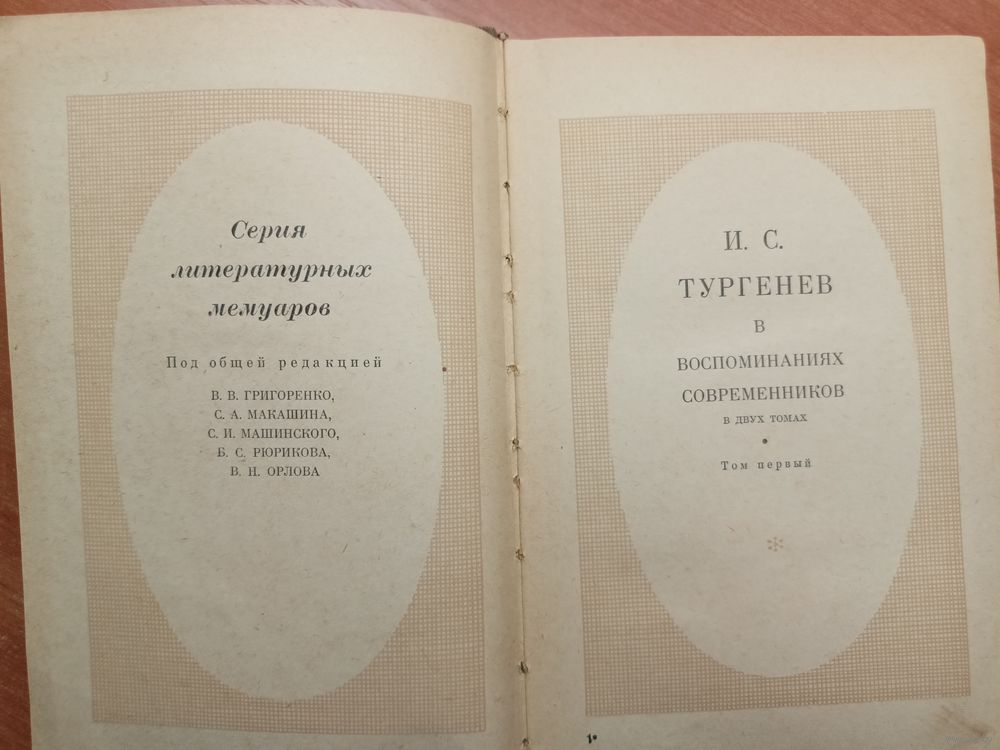 Серия
литературных
мемуаров
Под общей редакцией
В. В. ГРИГОРЕНКО,
С. А. МАКАШИНА,
С. И. МАШИНСКОГО,
Б. С. РЮРИКОВА,
В. Н. ОРЛОВА
И. С.
ТУРГЕНЕВ
В
ВОСПОМИНАНИЯХ
СОВРЕМЕННИКОВ
В ДВУХ ТОМАХ
Том первый
1*